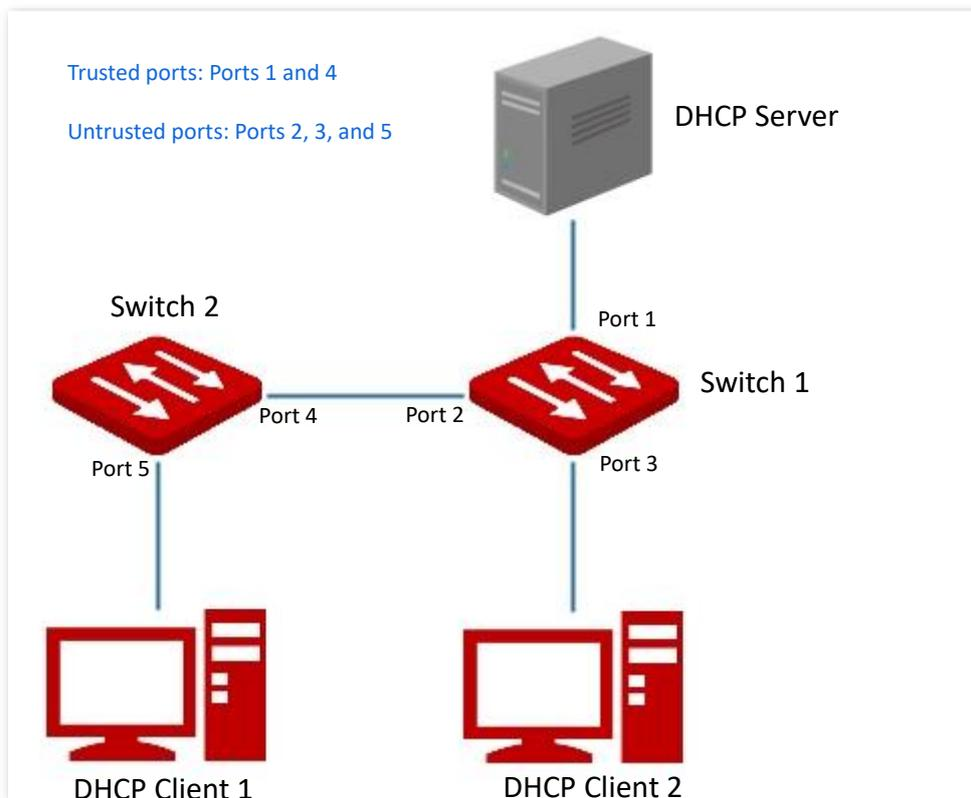 Trusted ports: Ports 1 and 4
Untrusted ports: Ports 2, 3, and 5
DHCP Server
Switch 2
Port 1
Switch 1
Port 4
Port 2
Port 5
Port 3
DHCP Client 1
DHCP Client 2